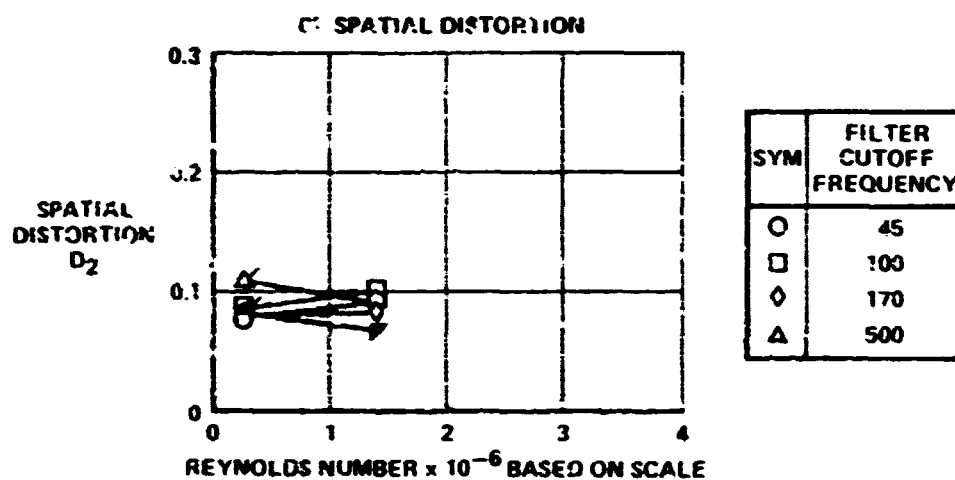 SPATIAL DISTORTION
0.3
0.2
0.1
0
SPATIAL
DISTORTION
D2
0 1 2 3 4
REYNOLDS NUMBER x 10^-6 BASED ON SCALE
SYM FILTER CUTOFF FREQUENCY
○ 45
□ 100
◇ 170
△ 500